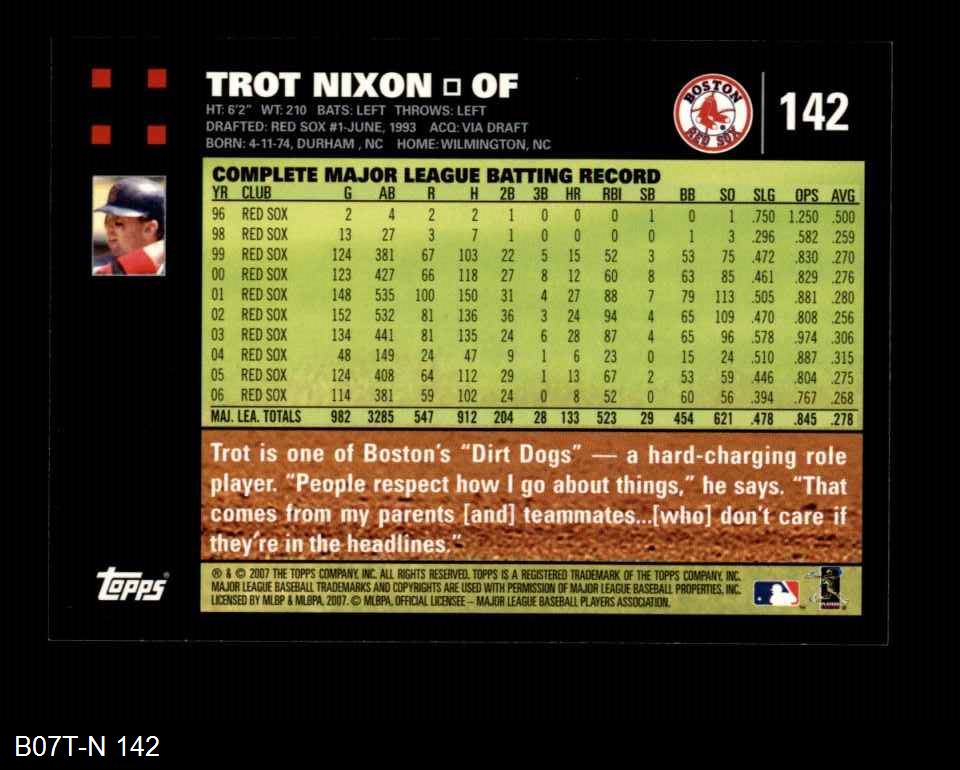 TROT NIXON □ OF
HT: 6'2" WT: 210 BATS: LEFT THROWS: LEFT
DRAFTED: RED SOX #1-JUNE, 1993 ACQ: VIA DRAFT
BORN: 4-11-74, DURHAM , NC HOME: WILMINGTON, NC
BOSTON
RED SOX
142
COMPLETE MAJOR LEAGUE BATTING RECORD
YR CLUB G AB R H 2B 3B HR RBI SB BB SO SLG OPS AVG
96 RED SOX 2 4 2 2 1 0 0 0 1 0 1 .750 1.250 .500
98 RED SOX 13 27 3 7 1 0 0 0 0 1 3 .296 .582 .259
99 RED SOX 124 381 67 103 22 5 15 52 3 53 75 .472 .830 .270
00 RED SOX 123 427 66 118 27 8 12 60 8 63 85 .461 .829 .276
01 RED SOX 148 535 100 150 31 4 27 88 7 79 113 .505 .881 .280
02 RED SOX 152 532 81 136 36 3 24 94 4 65 109 .470 .808 .256
03 RED SOX 134 441 81 135 24 6 28 87 4 65 96 .578 .974 .306
04 RED SOX 48 149 24 47 9 1 6 23 0 15 24 .510 .887 .315
05 RED SOX 124 408 64 112 29 1 13 67 2 53 59 .446 .804 .275
06 RED SOX 114 381 59 102 24 0 8 52 0 60 56 .394 .767 .268
MAJ. LEA. TOTALS 982 3285 547 912 204 28 133 523 29 454 621 .478 .845 .278
Trot is one of Boston's "Dirt Dogs" — a hard-charging role
player. "People respect how I go about things," he says. "That
comes from my parents [and] teammates...[who] don't care if
they're in the headlines."
Topps®
® & © 2007 THE TOPPS COMPANY, INC. ALL RIGHTS RESERVED. TOPPS IS A REGISTERED TRADEMARK OF THE TOPPS COMPANY, INC.
MAJOR LEAGUE BASEBALL TRADEMARKS AND COPYRIGHTS ARE USED WITH PERMISSION OF MAJOR LEAGUE BASEBALL PROPERTIES, INC.
LICENSED BY MLBP & MLBPA, 2007. © MLBPA, OFFICIAL LICENSEE – MAJOR LEAGUE BASEBALL PLAYERS ASSOCIATION.
B07T-N 142